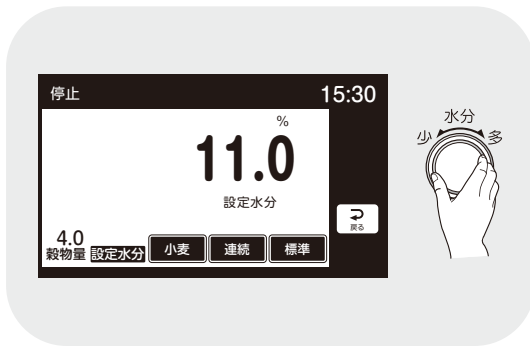 停止 15:30
%
11.0
設定水分
戻る
4.0
穀物量 設定水分 小麦 連続 標準
水分
少 多